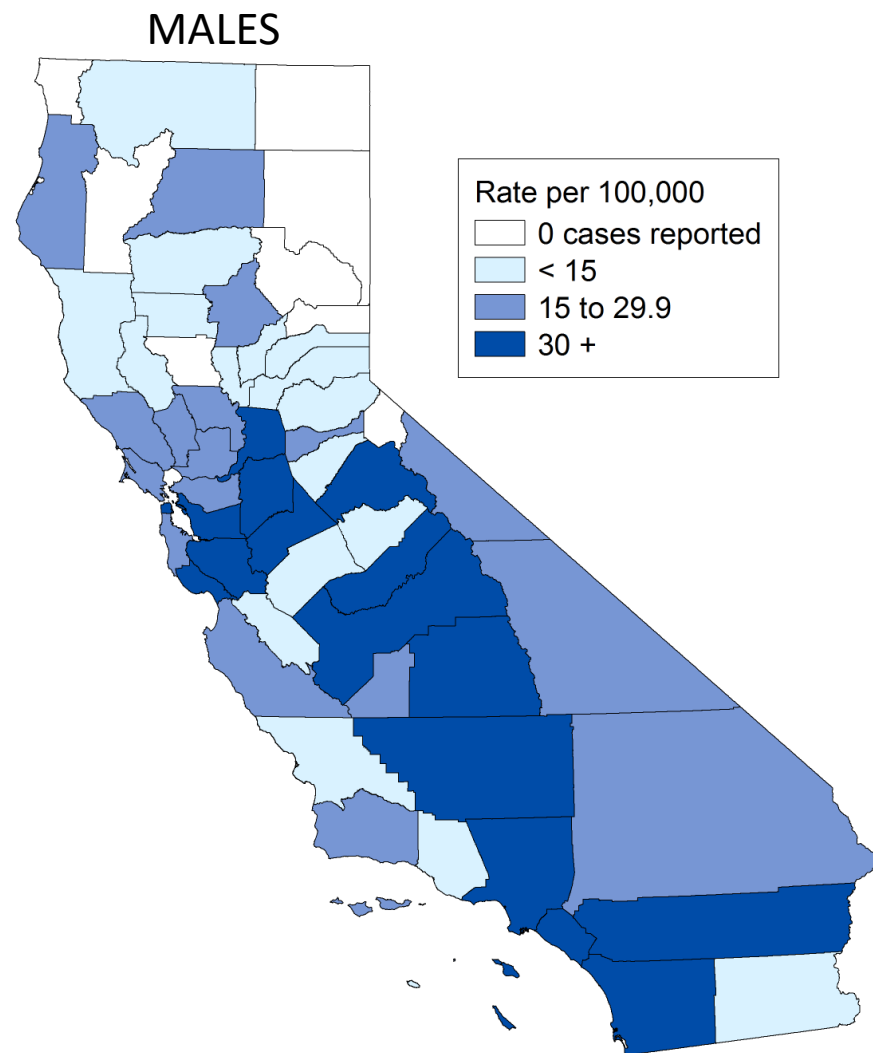 MALES
Rate per 100,000
0 cases reported
< 15
15 to 29.9
30 +